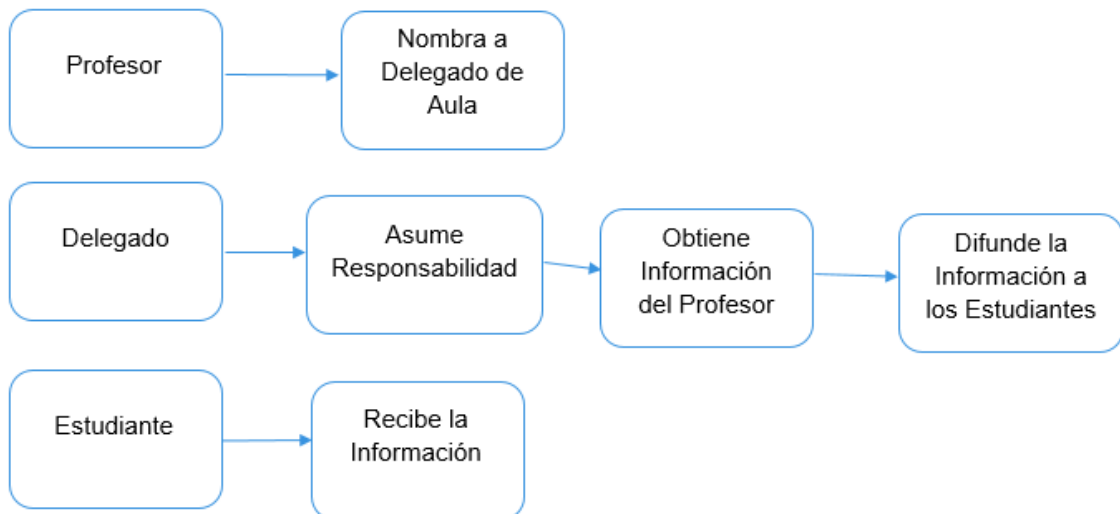 Profesor
Nombra a
Delegado de
Aula
Delegado
Asume
Responsabilidad
Obtiene
Información
del Profesor
Difunde la
Información a
los Estudiantes
Estudiante
Recibe la
Información